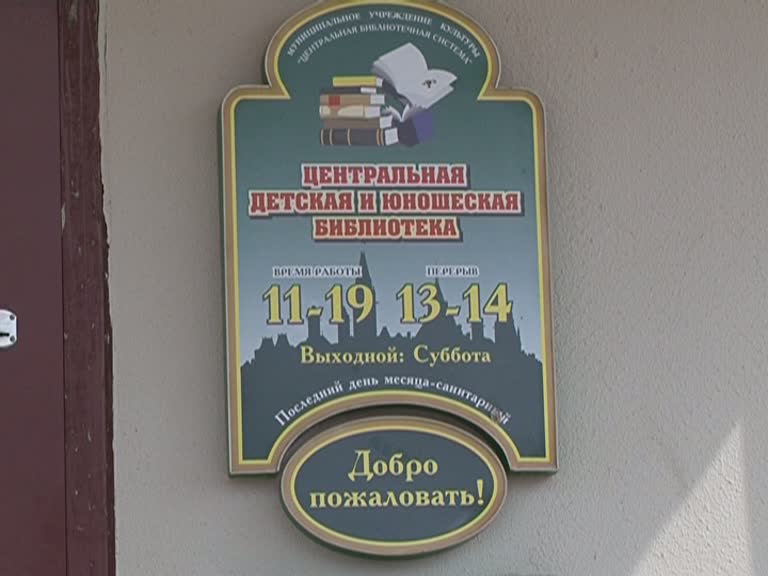 МУНИЦИПАЛЬНОЕ УЧРЕЖДЕНИЕ КУЛЬТУРЫ
"ЦЕНТРАЛЬНАЯ БИБЛИОТЕЧНАЯ СИСТЕМА"
ЦЕНТРАЛЬНАЯ
ДЕТСКАЯ И ЮНОШЕСКАЯ
БИБЛИОТЕКА
ВРЕМЯ РАБОТЫ ПЕРЕРЫВ
11-19 13-14
Выходной: Суббота
Последний день месяца-санитарный
Добро
пожаловать!